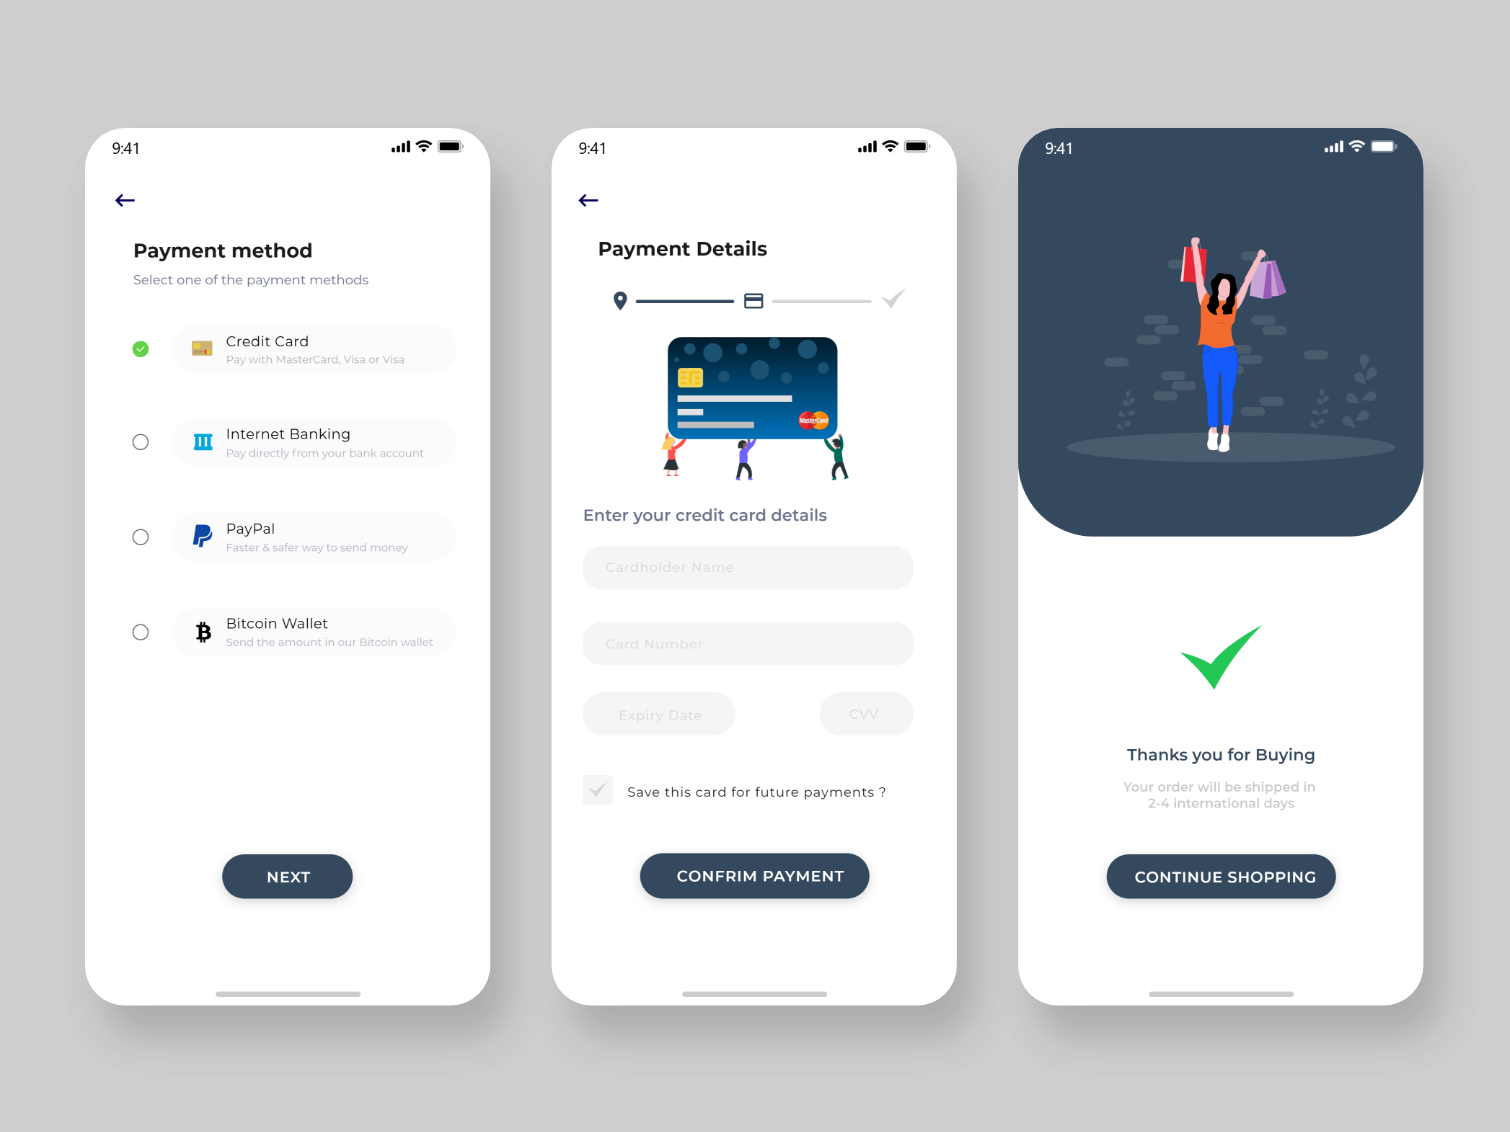 9:41
Payment method
Select one of the payment methods
Credit Card
Pay with MasterCard, Visa or Visa
Internet Banking
Pay directly from your bank account
PayPal
Faster & safer way to send money
Bitcoin Wallet
Send the amount in our Bitcoin wallet
NEXT
9:41
Payment Details
MasterCard
Enter your credit card details
Cardholder Name
Card Number
Expiry Date
CVV
Save this card for future payments ?
CONFRIM PAYMENT
9:41
Thanks you for Buying
Your order will be shipped in
2-4 international days
CONTINUE SHOPPING